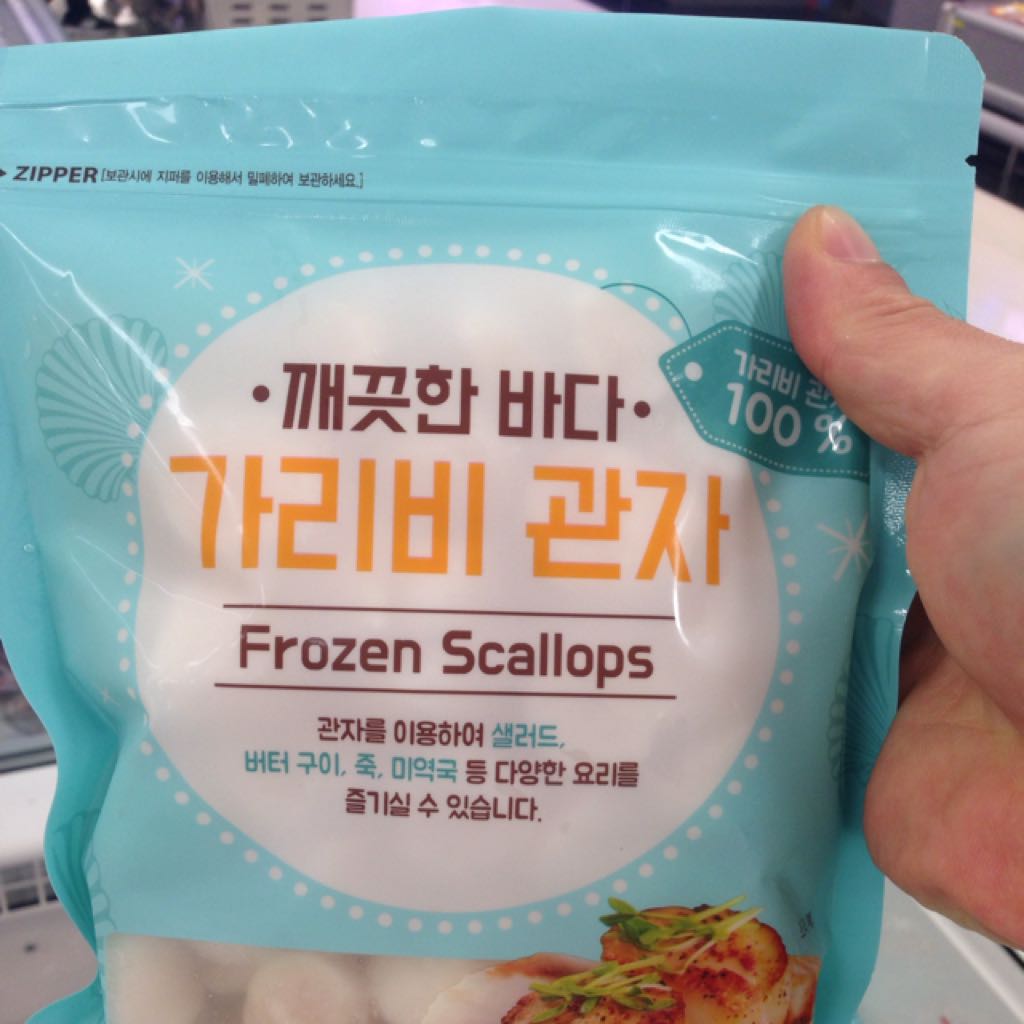 ZIPPER [보관시에 지퍼를 이용해서 밀폐하여 보관하세요.]
가리비
100 %
•깨끗한 바다•
가리비 관자
Frozen Scallops
관자를 이용하여 샐러드,
버터 구이, 죽, 미역국 등 다양한 요리를
즐기실 수 있습니다.